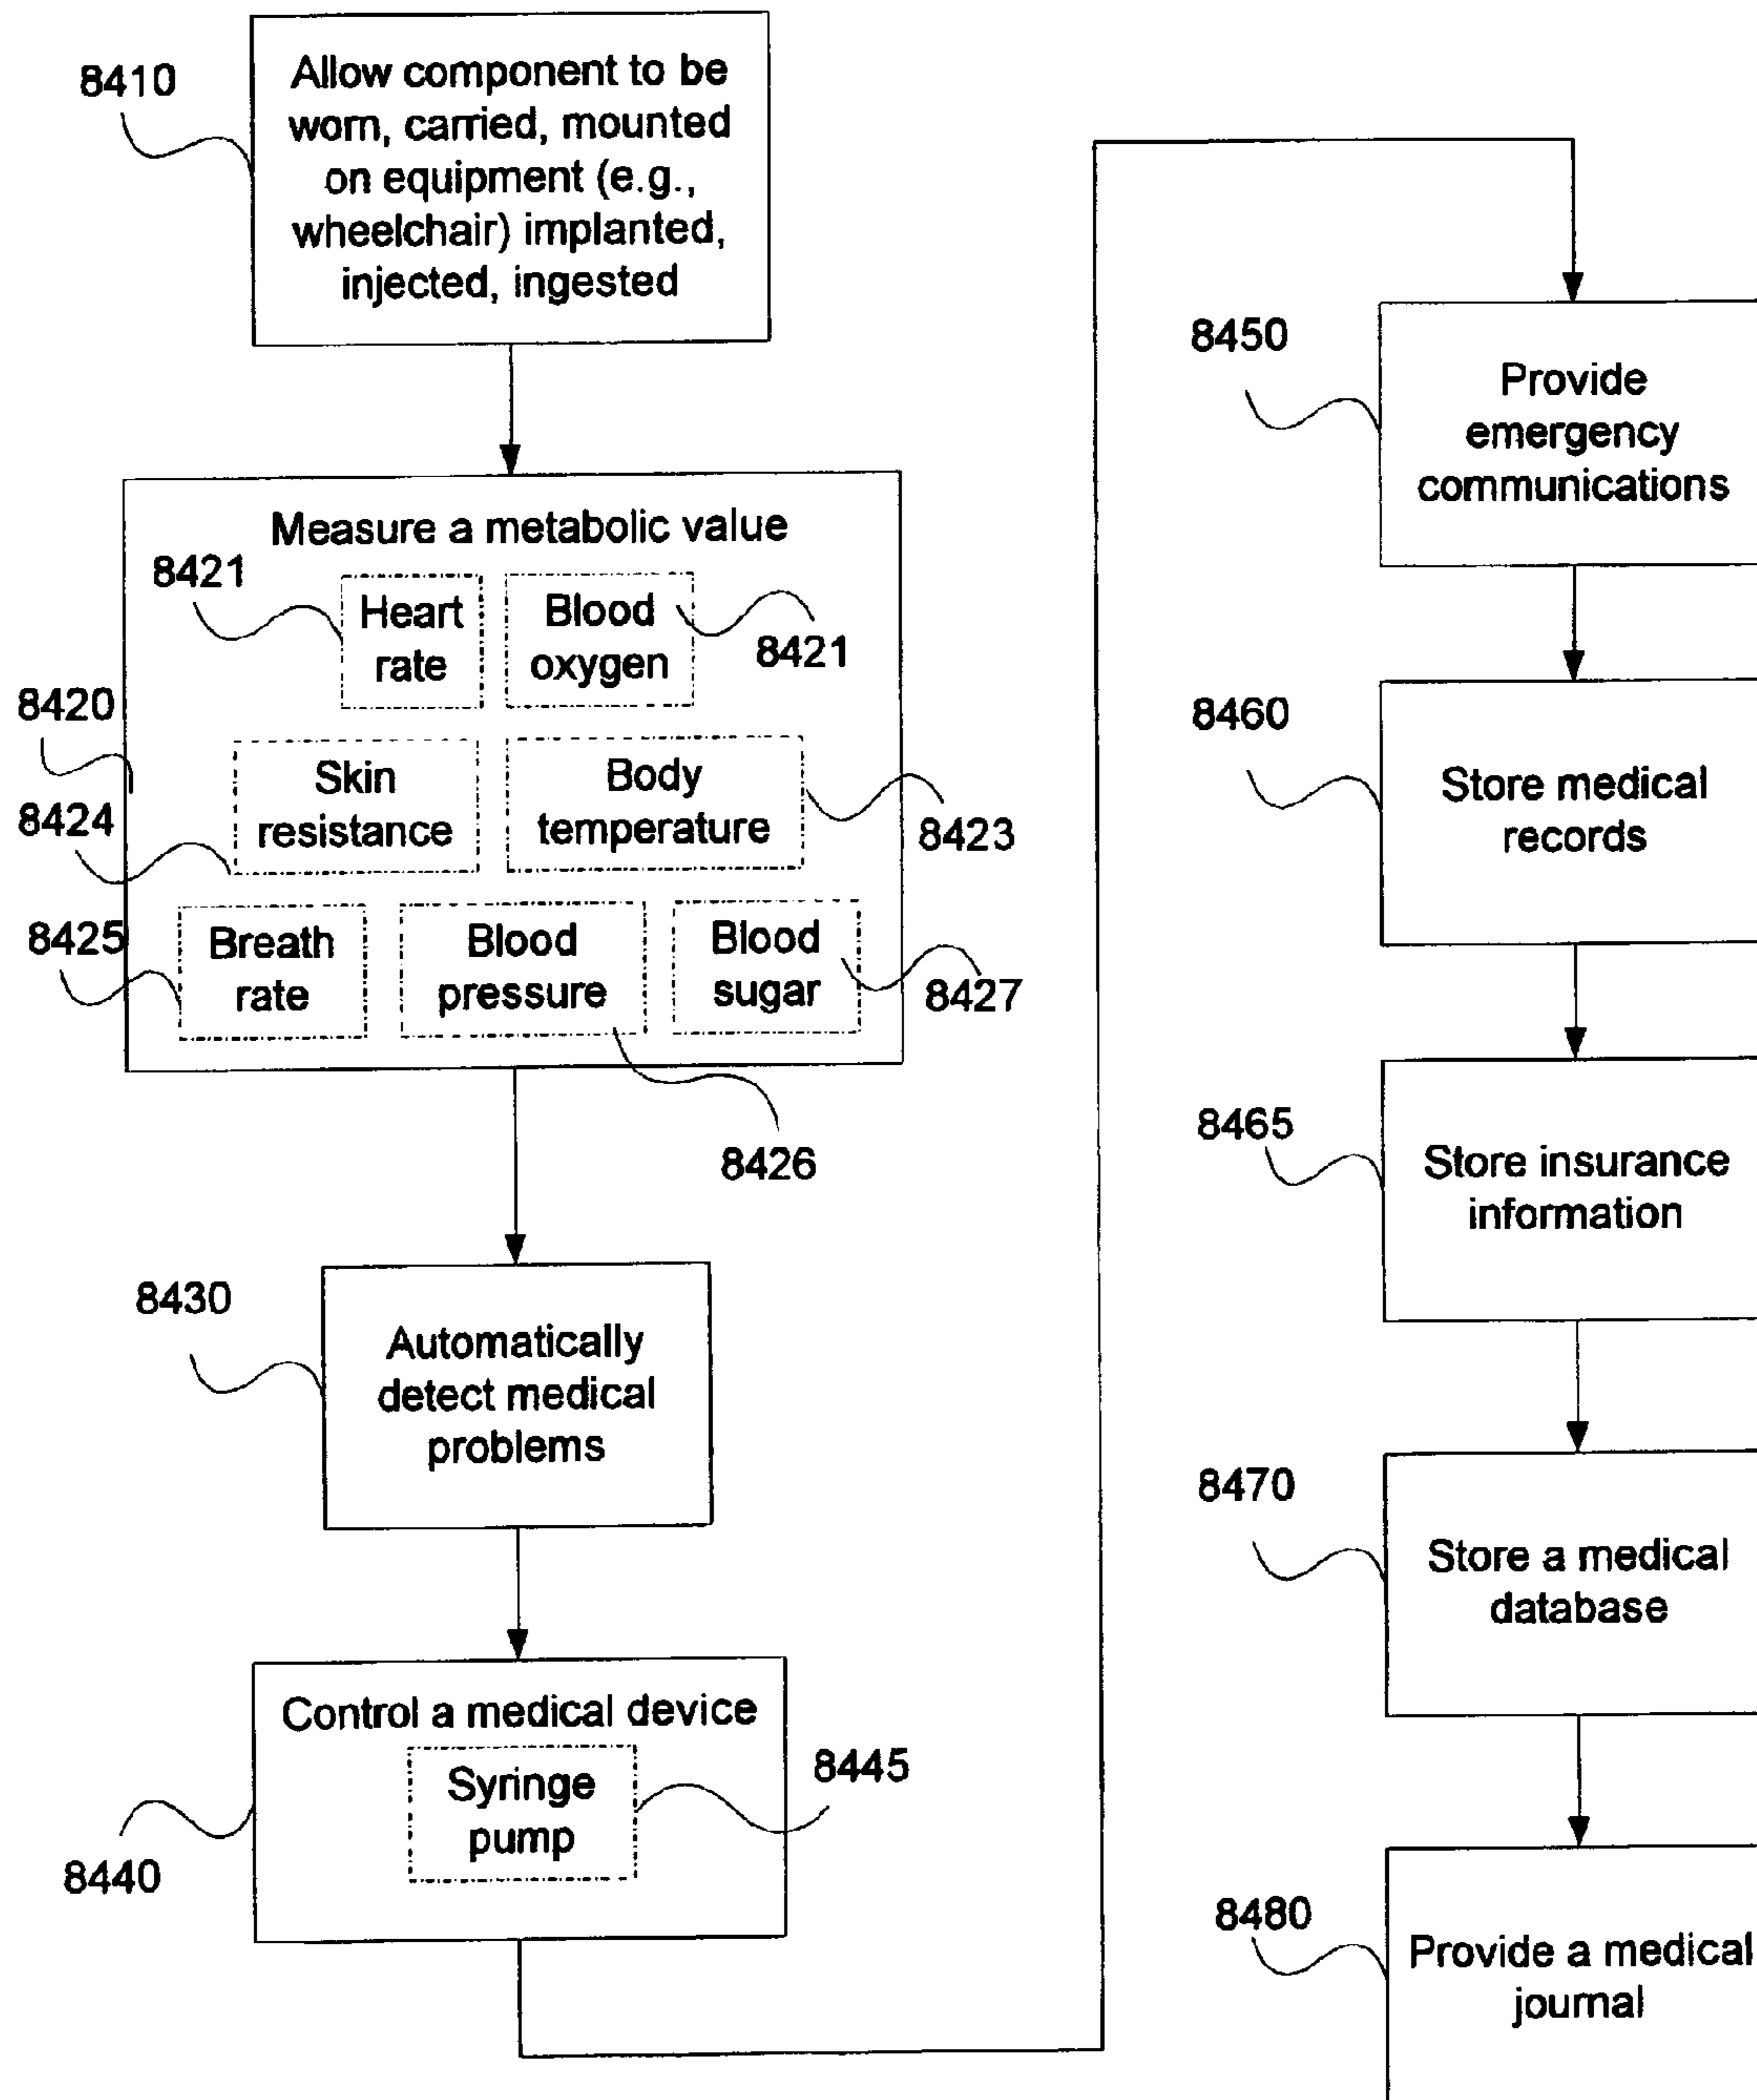 8410
Allow component to be
worn, carried, mounted
on equipment (e.g.,
wheelchair) implanted,
injected, ingested
8420
Measure a metabolic value
8421
Heart
rate
Blood
oxygen
8421
8424
Skin
resistance
Body
temperature
8423
8425
Breath
rate
Blood
pressure
Blood
sugar
8427
8426
8430
Automatically
detect medical
problems
8440
Control a medical device
Syringe
pump
8445
8450
Provide
emergency
communications
8460
Store medical
records
8465
Store insurance
information
8470
Store a medical
database
8480
Provide a medical
journal